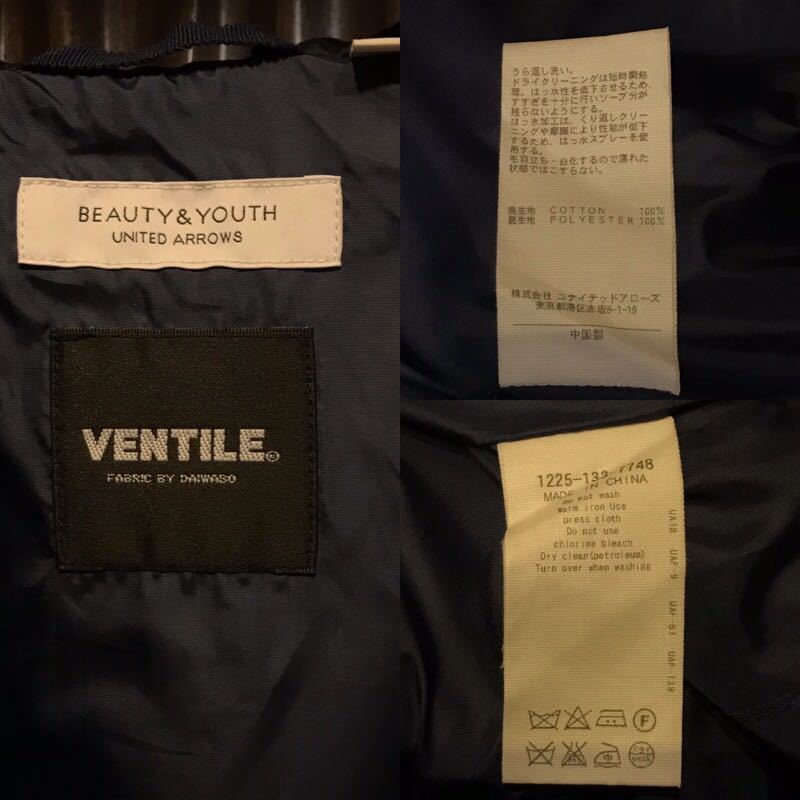 BEAUTY&YOUTH
UNITED ARROWS
VENTILE®
FABRIC BY DAIWABO
うら返し洗い。
ドライクリーニングは短時間処
理。はっ水性を低下させるため、
すすぎを十分に行いソープ分が
残らないようにする。
はっ水加工は、くり返しクリー
ニングや摩擦により性能が低下
するため、はっ水スプレーを使
用する。
毛羽立ち・白化するので濡れた
状態ではこすらない。
表生地 COTTON 100%
裏生地 POLYESTER 100%
株式会社 ユナイテッドアローズ
東京都港区赤坂8-1-19
中国製
1225-133-7748
MADE IN CHINA
Do not wash
warm iron Use
press cloth
Do not use
chlorine bleach
Dry clean(petroleum)
Turn over when washing
UA18 UAF-9 UAF-61 UAF-139
F
中